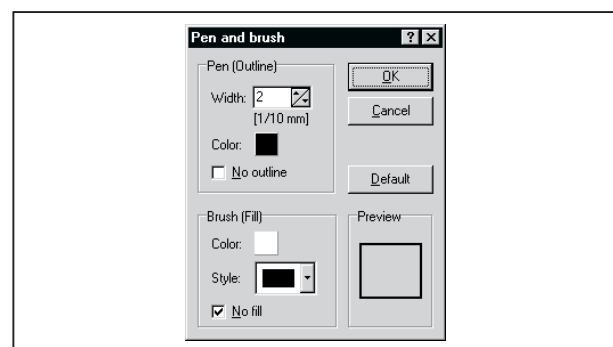 Pen and brush
Pen (Outline)
Width: 2
[1/10 mm]
Color:
No outline
OK
Cancel
Default
Brush (Fill)
Color:
Style:
No fill
Preview